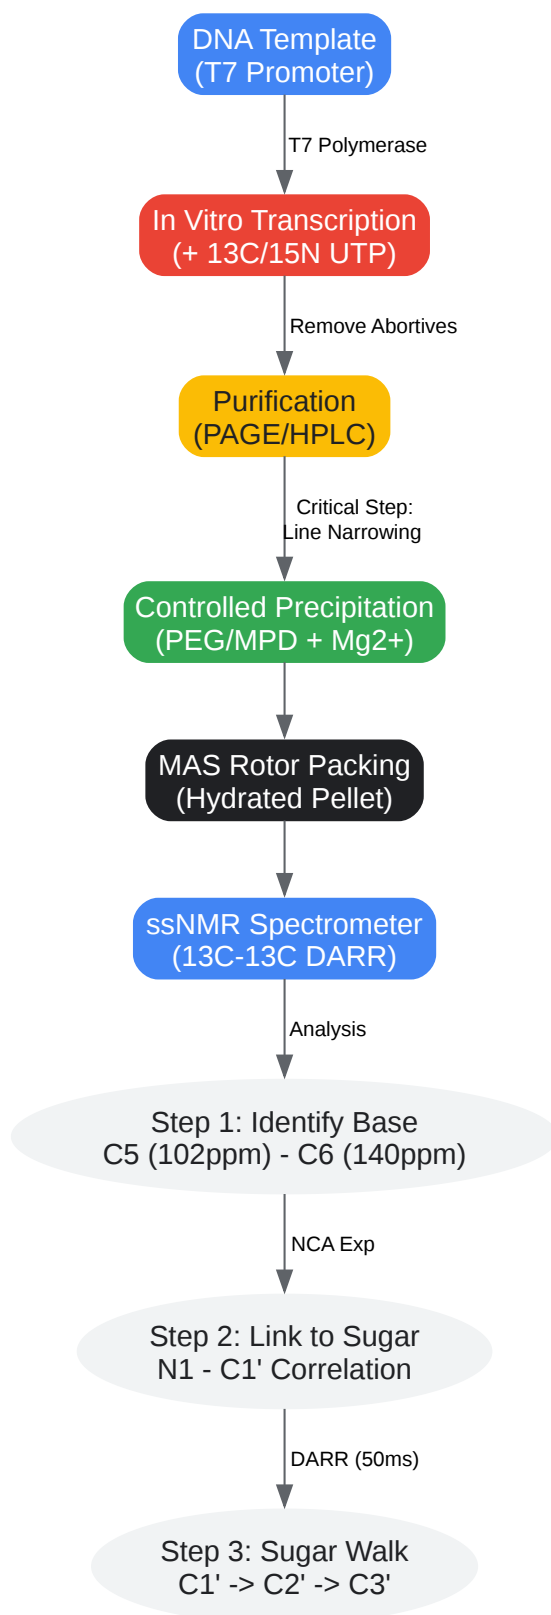 DNA Template
(T7 Promoter)
T7 Polymerase
In Vitro Transcription
(+ 13C/15N UTP)
Remove Abortives
Purification
(PAGE/HPLC)
Critical Step:
Line Narrowing
Controlled Precipitation
(PEG/MPD + Mg2+)
MAS Rotor Packing
(Hydrated Pellet)
ssNMR Spectrometer
(13C-13C DARR)
Analysis
Step 1: Identify Base
C5 (102ppm) - C6 (140ppm)
NCA Exp
Step 2: Link to Sugar
N1 - C1' Correlation
DARR (50ms)
Step 3: Sugar Walk
C1' -> C2' -> C3'